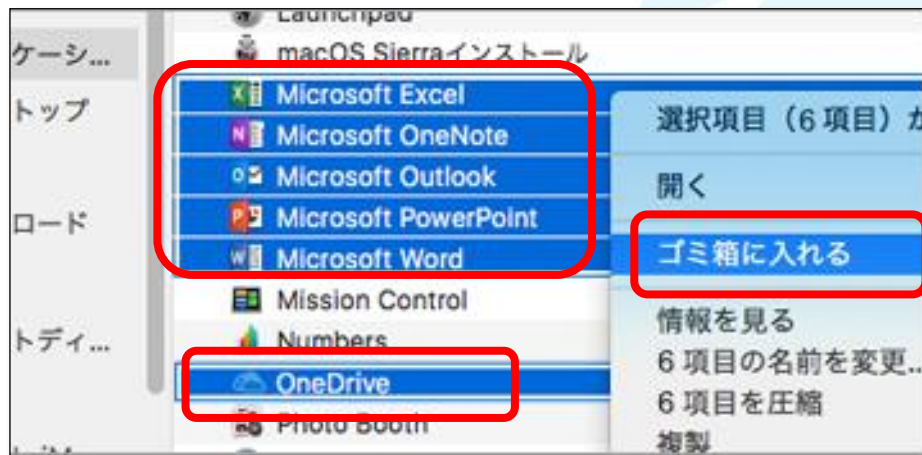 Launchpad
macOS Sierraインストール
ケーシ...
Microsoft Excel
トップ
選択項目（6項目）か
Microsoft OneNote
Microsoft Outlook
開く
ロード
Microsoft PowerPoint
Microsoft Word
ゴミ箱に入れる
Mission Control
情報を見る
トディ...
Numbers
6項目の名前を変更...
OneDrive
6項目を圧縮
Photo Booth
複製